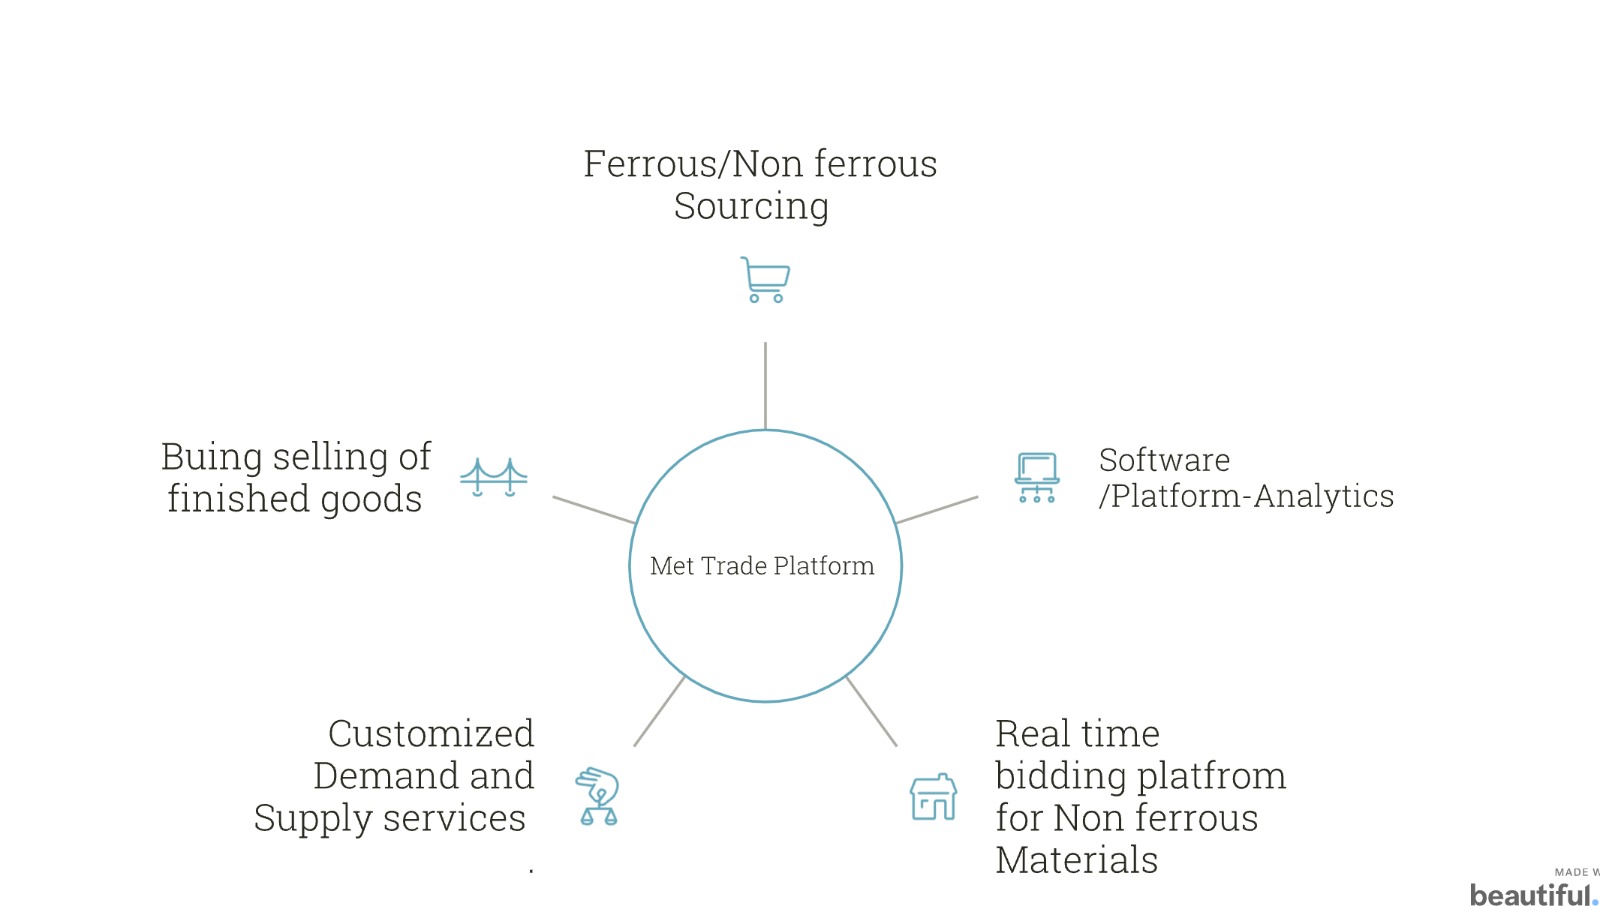 Ferrous/Non ferrous
Sourcing
Buing selling of
finished goods
Software
/Platform-Analytics
Met Trade Platform
Customized
Demand and
Supply services
.
Real time
bidding platfrom
for Non ferrous
Materials
MADE W
beautiful.